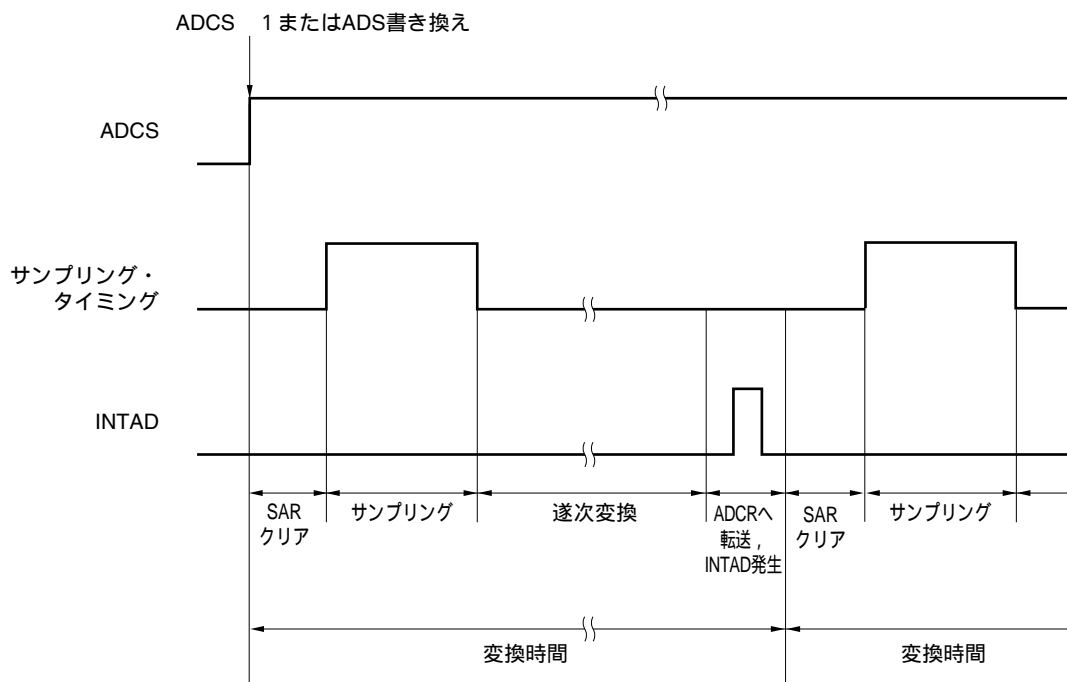 ADCS 1またはADS書き換え
ADCS
サンプリング・
タイミング
INTAD
SAR
クリア
サンプリング
逐次変換
ADCRへ
転送，
INTAD発生
SAR
クリア
サンプリング
変換時間
変換時間